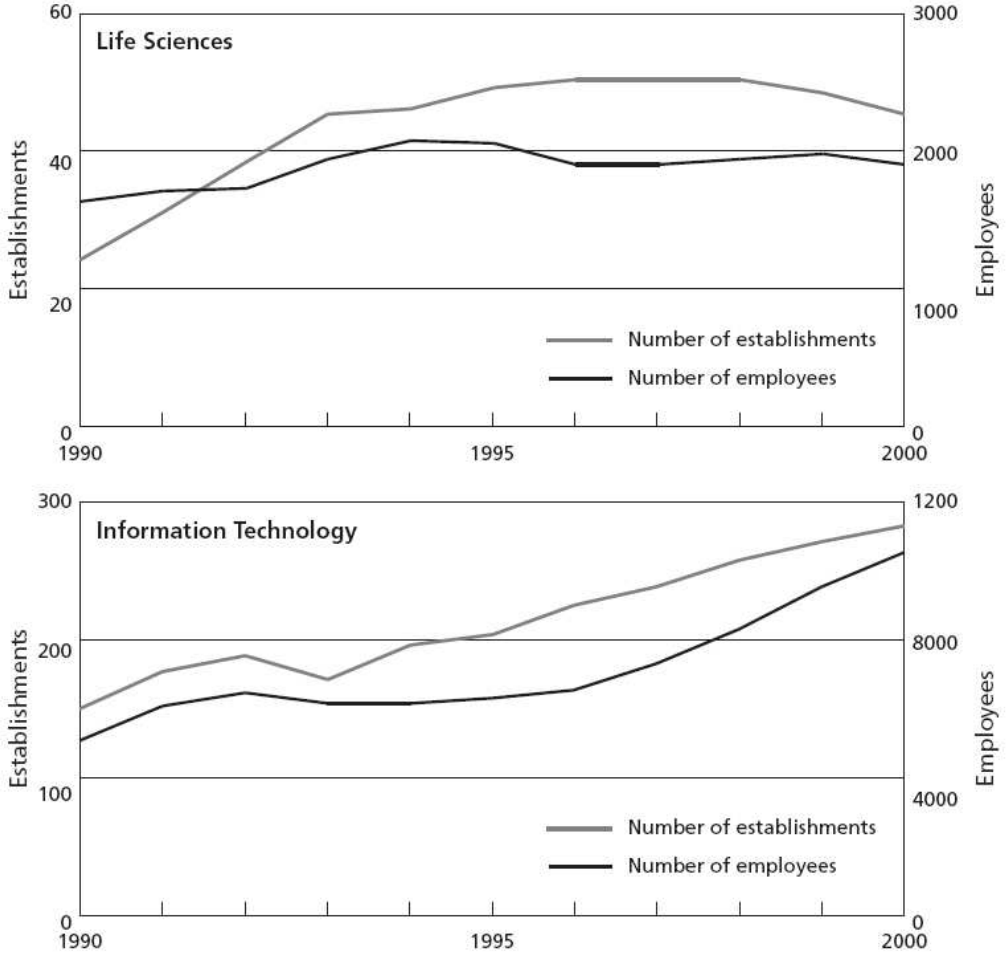 60
3000
Life Sciences
40
2000
Establishments
Employees
20
1000
Number of establishments
Number of employees
0
0
1990
1995
2000
300
1200
Information Technology
200
8000
Establishments
Employees
100
4000
Number of establishments
Number of employees
0
0
1990
1995
2000